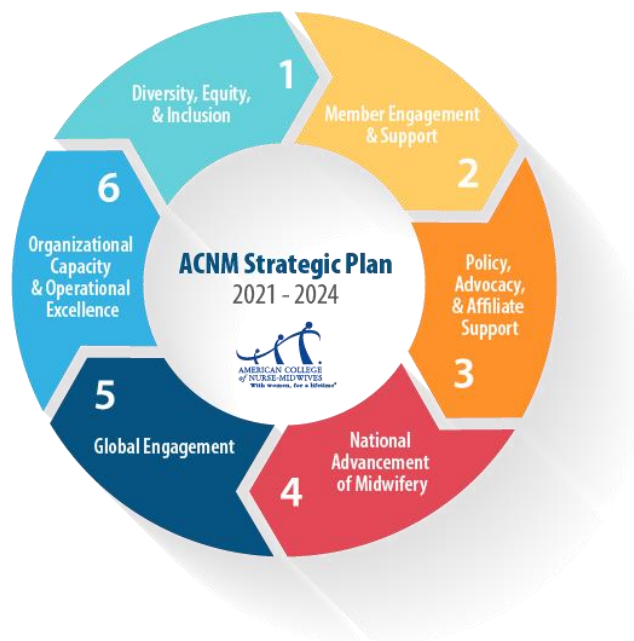 1
Diversity, Equity,
& Inclusion
Member Engagement
& Support
2
Policy,
Advocacy,
& Affiliate
Support
3
National
Advancement
of Midwifery
4
5
Global Engagement
6
Organizational
Capacity
& Operational
Excellence
ACNM Strategic Plan
2021 - 2024
AMERICAN COLLEGE
of NURSE-MIDWIVES
With women, for a lifetime®